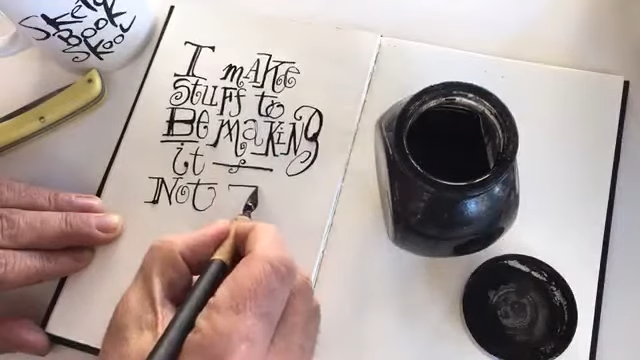 Sketch
Book
Skool
I make
Stuff to
Be making
it
Not